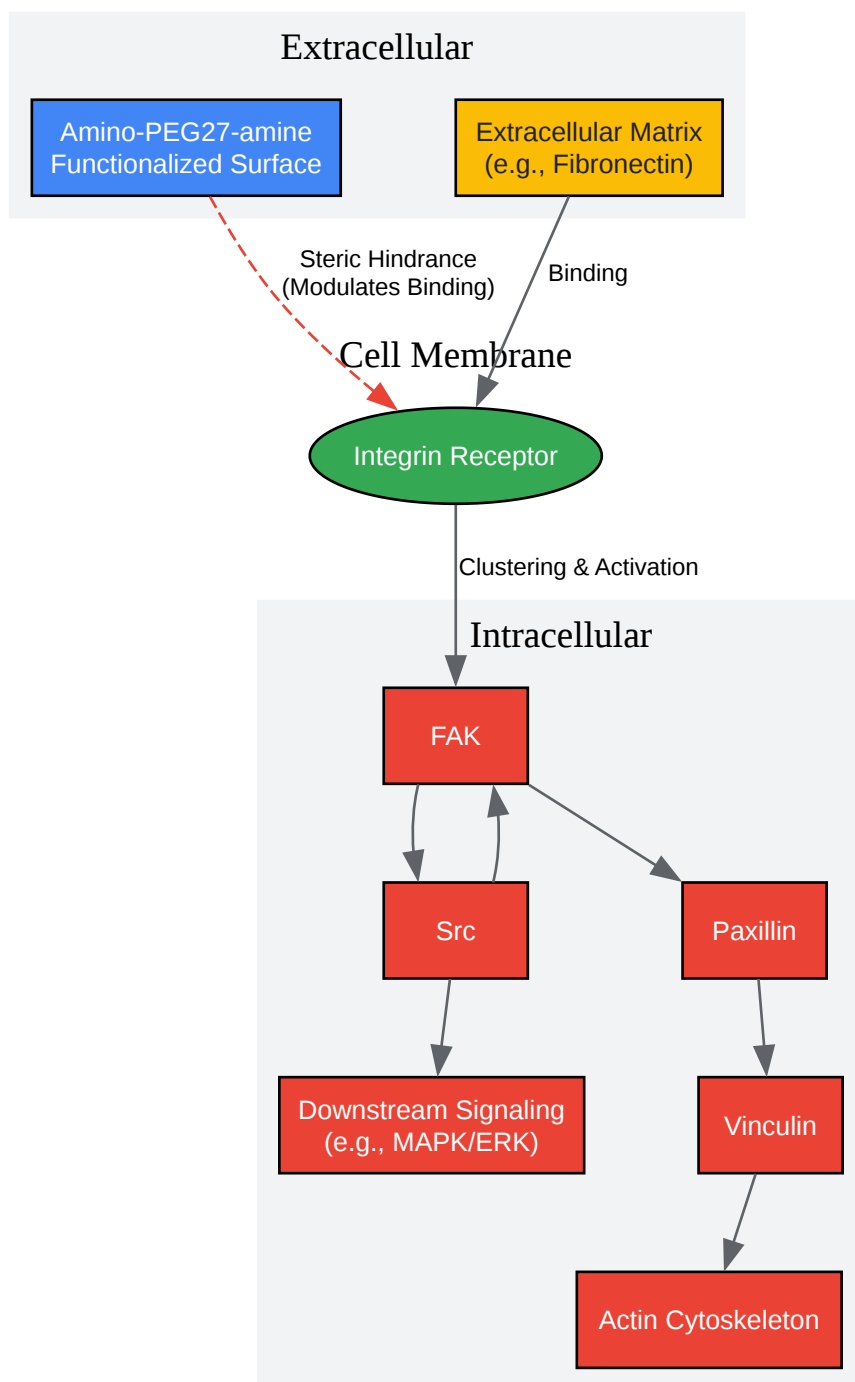 Extracellular
Amino-PEG27-amine
Functionalized Surface
Extracellular Matrix
(e.g., Fibronectin)
Steric Hindrance
(Modulates Binding)
Binding
Cell Membrane
Integrin Receptor
Clustering & Activation
Intracellular
FAK
Src
Paxillin
Downstream Signaling
(e.g., MAPK/ERK)
Vinculin
Actin Cytoskeleton